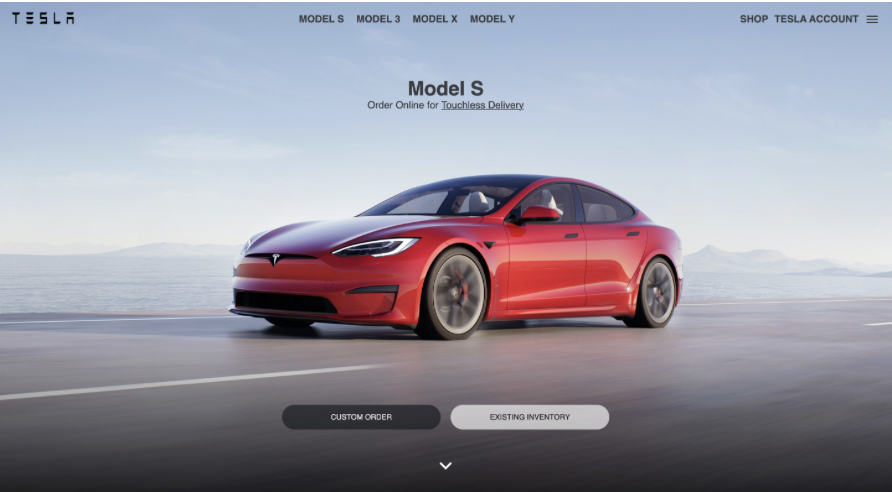 TESLA
MODEL S MODEL 3 MODEL X MODEL Y
SHOP TESLA ACCOUNT
Model S
Order Online for Touchless Delivery
CUSTOM ORDER
EXISTING INVENTORY